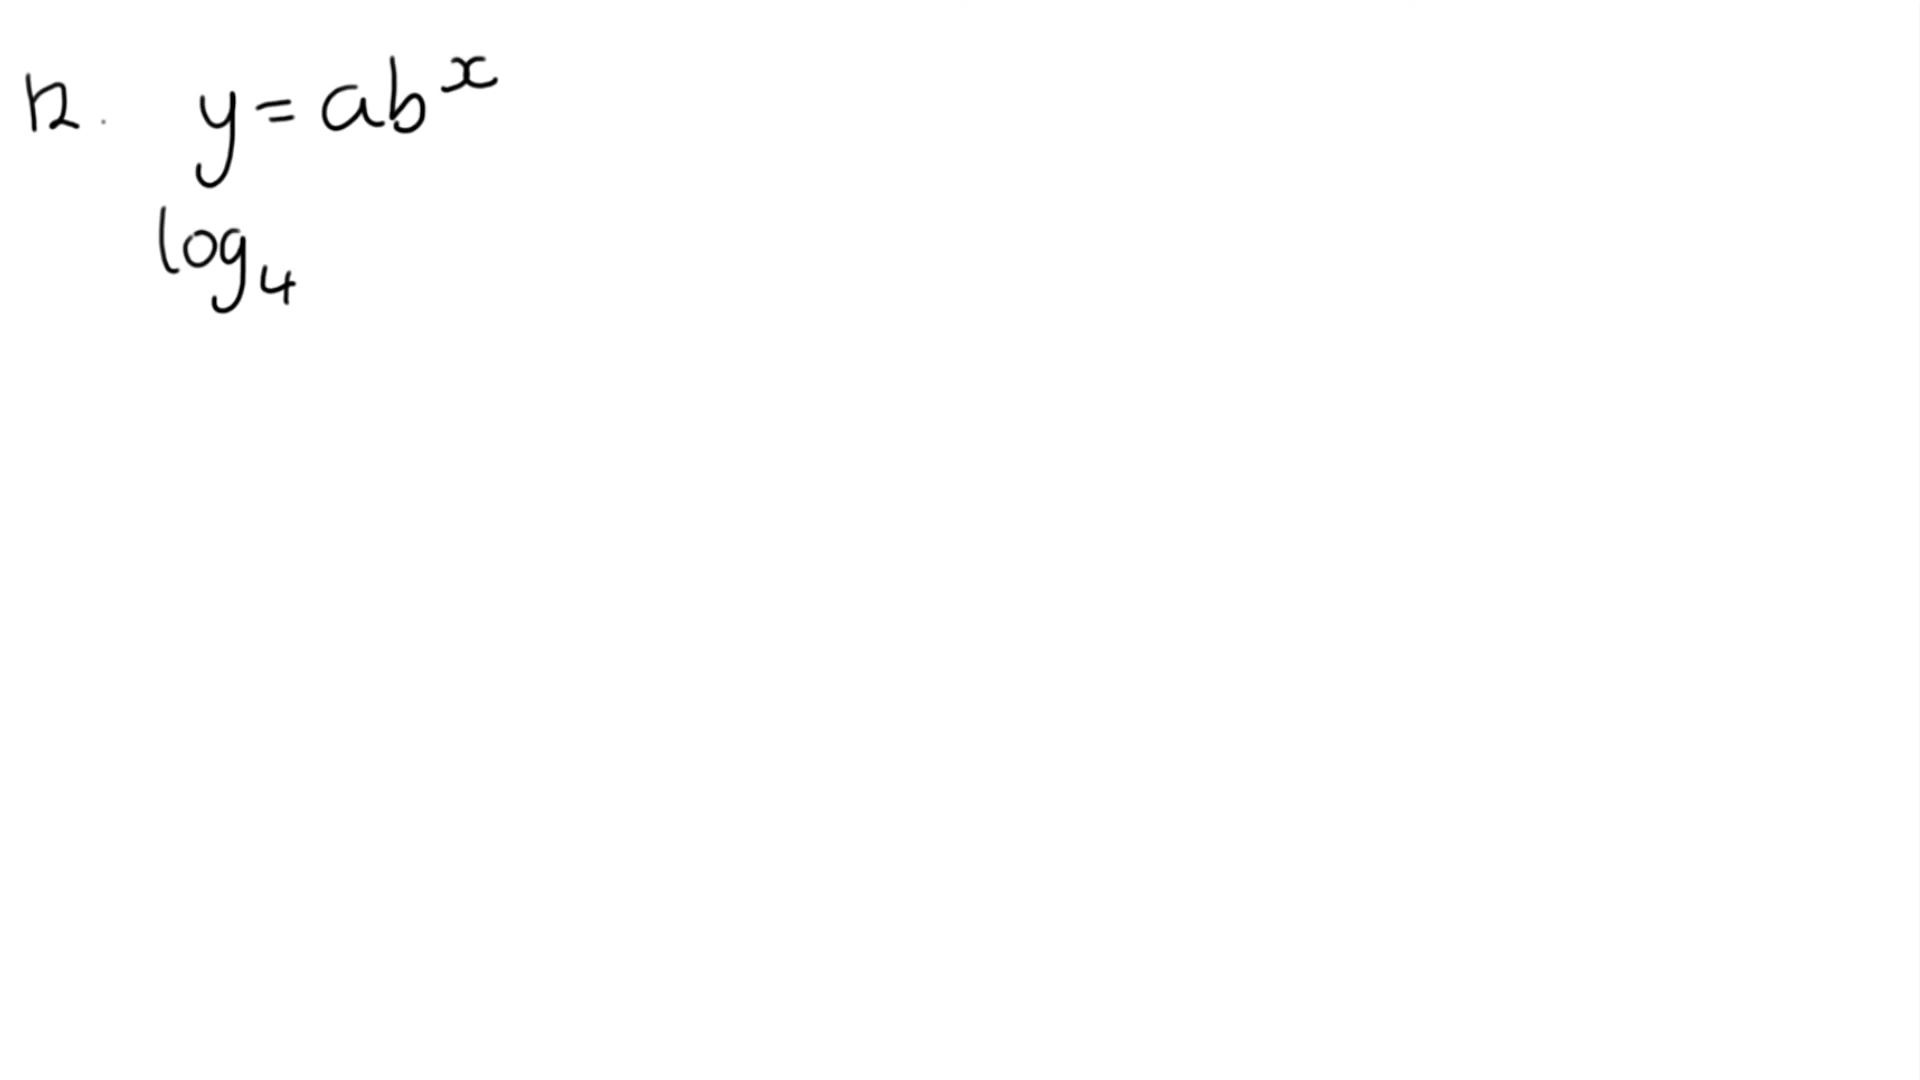 12. y = ab^x
log_4